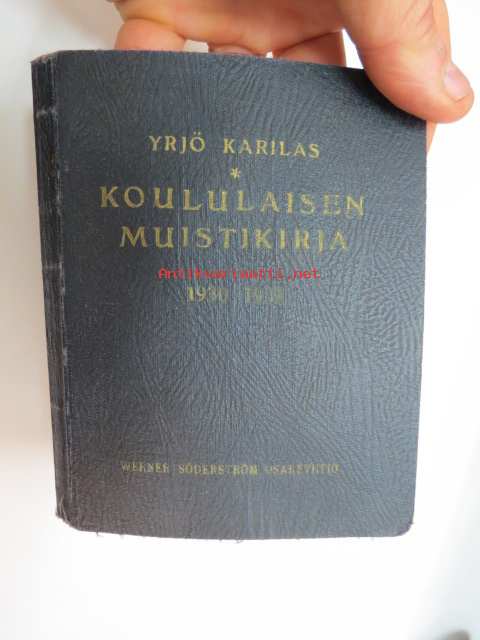 YRJÖ KARILAS
*
KOULULAISEN
MUISTIKIRJA
Antikvariaatti.net
1930
WERNER SÖDERSTRÖM OSAKEYHTIÖ